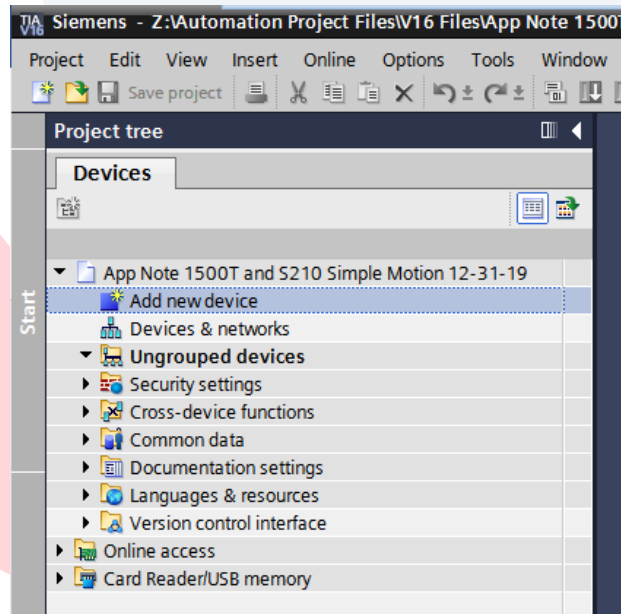 TIA V16 Siemens - Z:\Automation Project Files\V16 Files\App Note 1500T
Project Edit View Insert Online Options Tools Window
Save project
Project tree
Devices
Start
App Note 1500T and S210 Simple Motion 12-31-19
Add new device
Devices & networks
Ungrouped devices
Security settings
Cross-device functions
Common data
Documentation settings
Languages & resources
Version control interface
Online access
Card Reader/USB memory